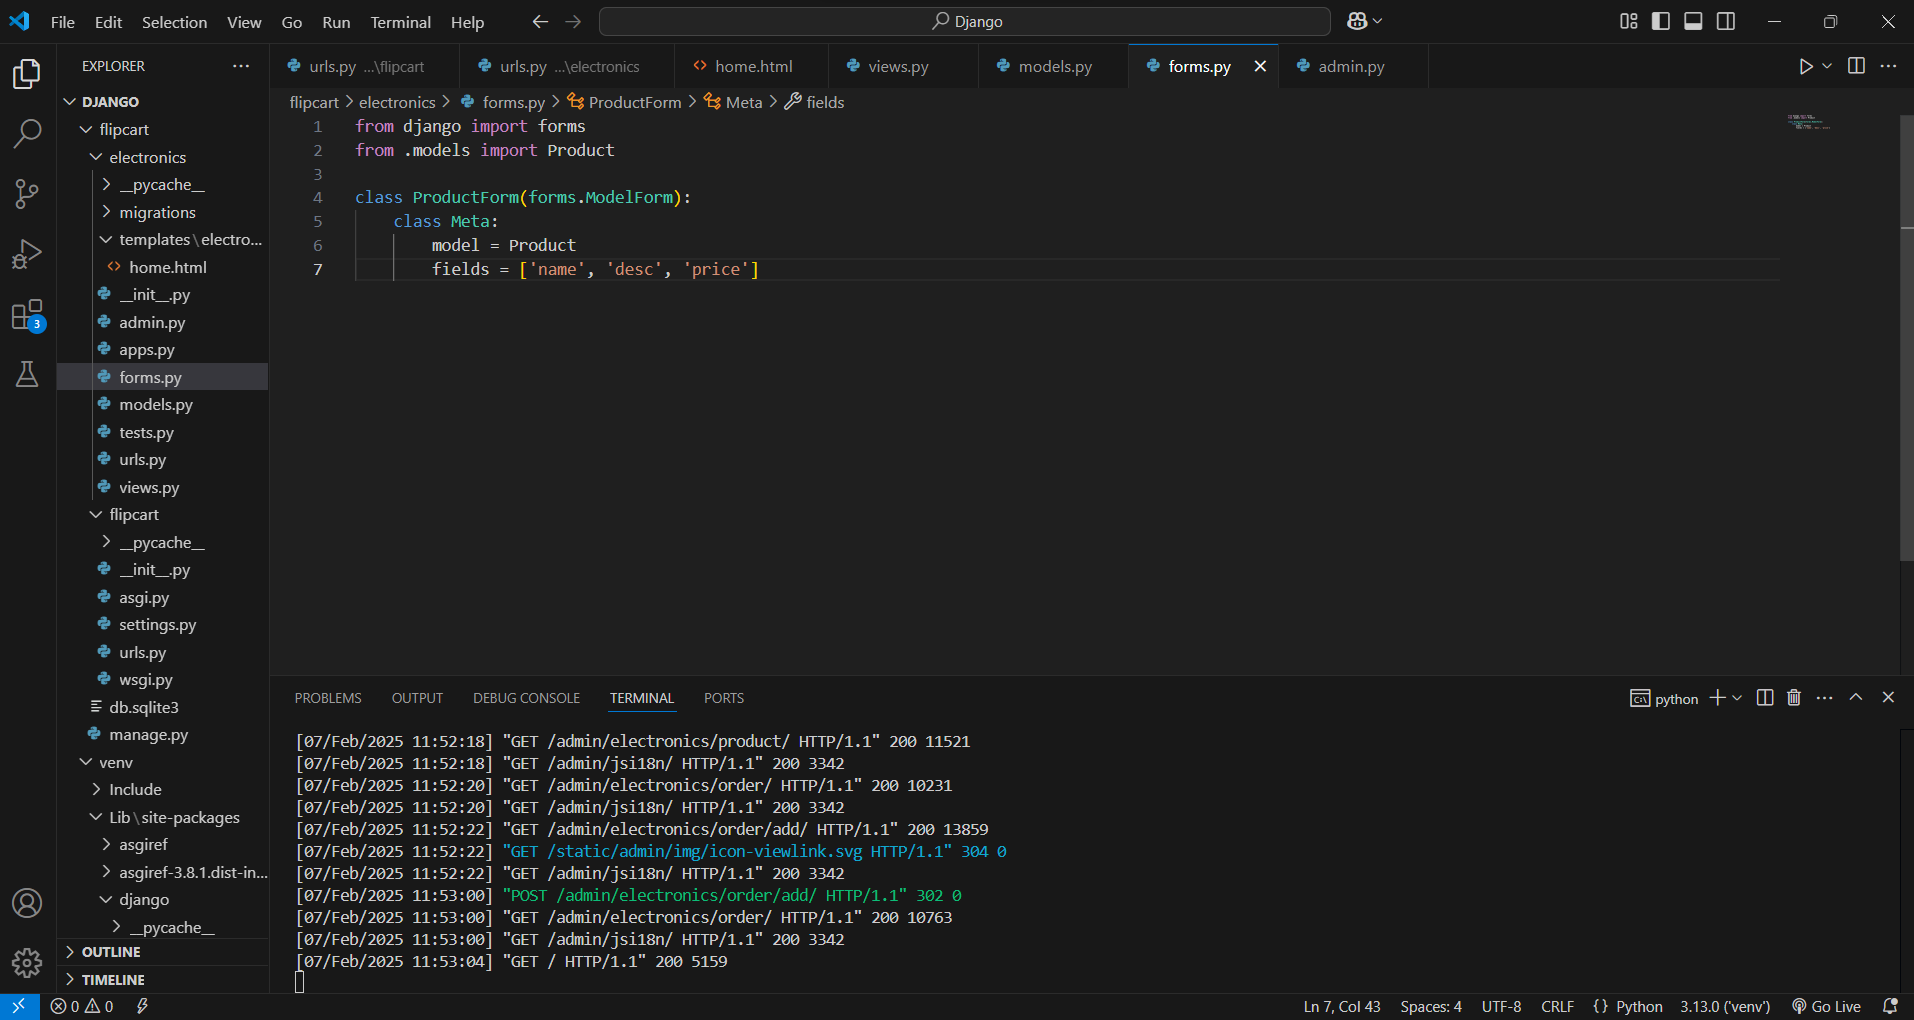 File Edit Selection View Go Run Terminal Help
Django
EXPLORER
urls.py ...\flipcart
urls.py ...\electronics
home.html
views.py
models.py
forms.py
admin.py
DJANGO
flipcart
electronics
__pycache__
migrations
templates\electro...
home.html
__init__.py
admin.py
apps.py
forms.py
models.py
tests.py
urls.py
views.py
flipcart
__pycache__
__init__.py
asgi.py
settings.py
urls.py
wsgi.py
db.sqlite3
manage.py
venv
Include
Lib\site-packages
asgiref
asgiref-3.8.1.dist-in...
django
__pycache__
OUTLINE
TIMELINE
3
flipcart > electronics > forms.py > ProductForm > Meta > fields
1 from django import forms
2 from .models import Product
3
4 class ProductForm(forms.ModelForm):
5 class Meta:
6 model = Product
7 fields = ['name', 'desc', 'price']
PROBLEMS OUTPUT DEBUG CONSOLE TERMINAL PORTS
python
[07/Feb/2025 11:52:18] "GET /admin/electronics/product/ HTTP/1.1" 200 11521
[07/Feb/2025 11:52:18] "GET /admin/jsi18n/ HTTP/1.1" 200 3342
[07/Feb/2025 11:52:20] "GET /admin/electronics/order/ HTTP/1.1" 200 10231
[07/Feb/2025 11:52:20] "GET /admin/jsi18n/ HTTP/1.1" 200 3342
[07/Feb/2025 11:52:22] "GET /admin/electronics/order/add/ HTTP/1.1" 200 13859
[07/Feb/2025 11:52:22] "GET /static/admin/img/icon-viewlink.svg HTTP/1.1" 304 0
[07/Feb/2025 11:52:22] "GET /admin/jsi18n/ HTTP/1.1" 200 3342
[07/Feb/2025 11:53:00] "POST /admin/electronics/order/add/ HTTP/1.1" 302 0
[07/Feb/2025 11:53:00] "GET /admin/electronics/order/ HTTP/1.1" 200 10763
[07/Feb/2025 11:53:00] "GET /admin/jsi18n/ HTTP/1.1" 200 3342
[07/Feb/2025 11:53:04] "GET / HTTP/1.1" 200 5159
0 0
Ln 7, Col 43 Spaces: 4 UTF-8 CRLF {} Python 3.13.0 ('venv') Go Live